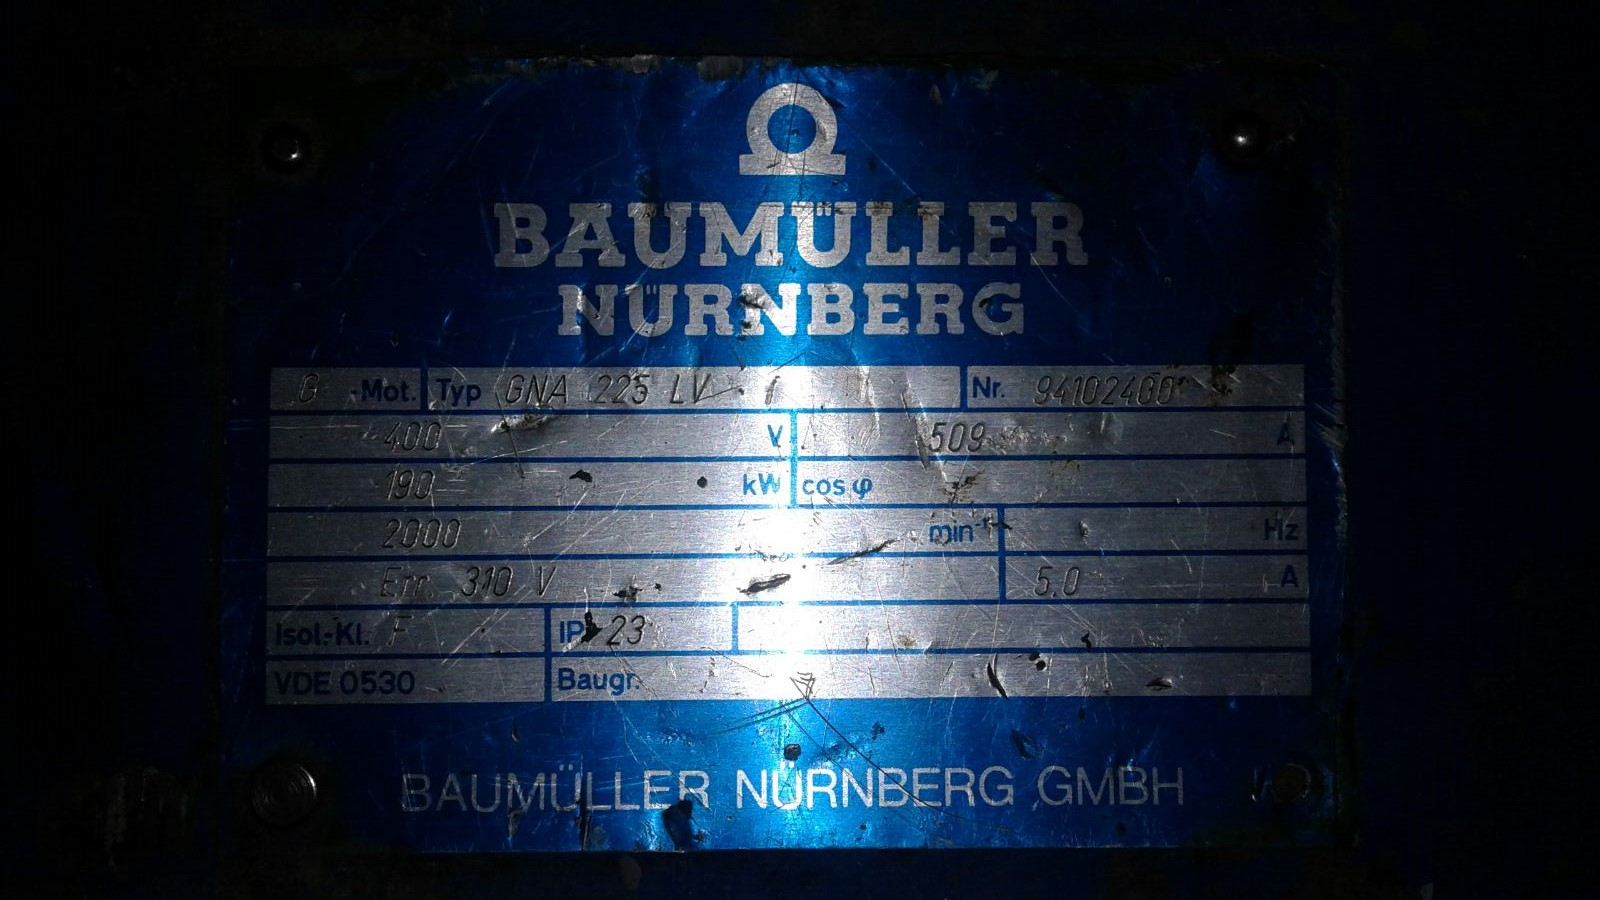 BAUMÜLLER
NÜRNBERG
G -Mot. Typ GNA 225 LV Nr. 94102400
400 V 509 A
190 kW cos φ
2000 min⁻¹ Hz
Err. 310 V 5.0 A
Isol.-Kl. F IP 23
VDE 0530 Baugr.
BAUMÜLLER NÜRNBERG GMBH